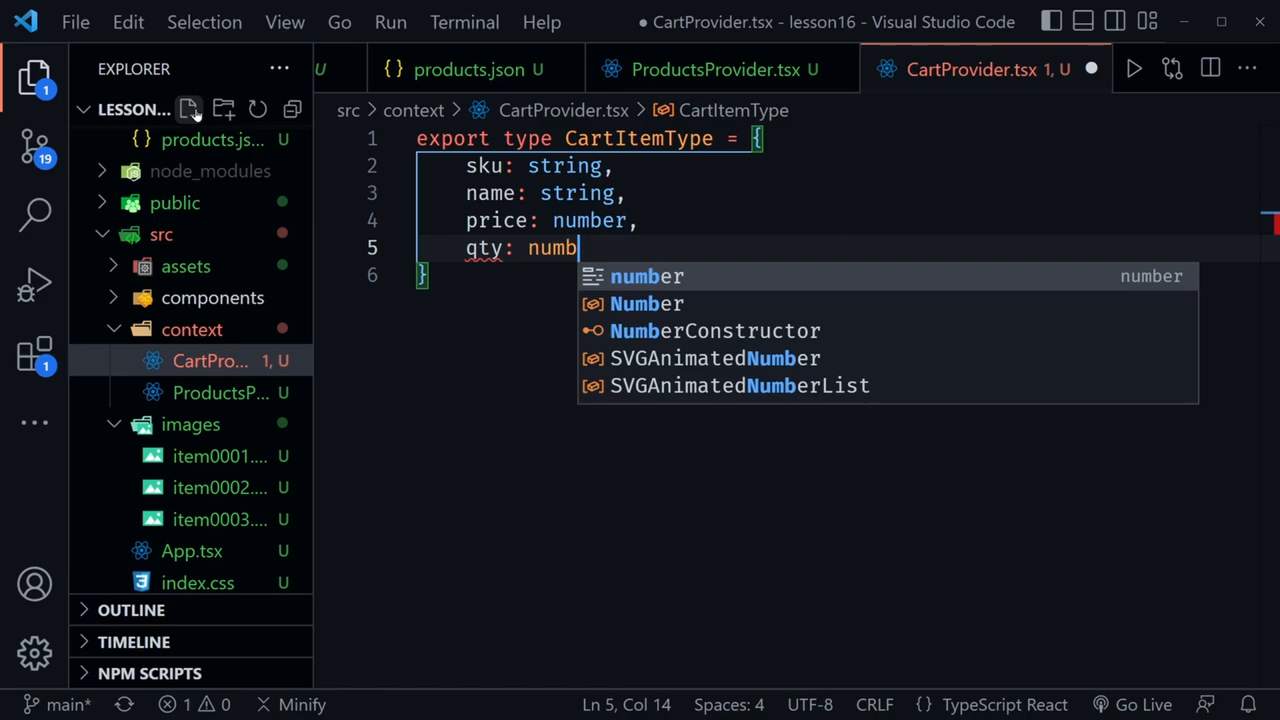 File Edit Selection View Go Run Terminal Help
● CartProvider.tsx - lesson16 - Visual Studio Code
EXPLORER
U
{} products.json U
ProductsProvider.tsx U
CartProvider.tsx 1, U
LESSON...
src > context > CartProvider.tsx > CartItemType
products.js... U
node_modules
public
src
assets
components
context
CartPro... 1, U
ProductsP... U
images
item0001.... U
item0002.... U
item0003.... U
App.tsx U
index.css U
OUTLINE
TIMELINE
NPM SCRIPTS
1 export type CartItemType = {
2 sku: string,
3 name: string,
4 price: number,
5 qty: numb
6 }
number number
Number
NumberConstructor
SVGAnimatedNumber
SVGAnimatedNumberList
1
19
1
main* 1 0 Minify Ln 5, Col 14 Spaces: 4 UTF-8 CRLF {} TypeScript React Go Live